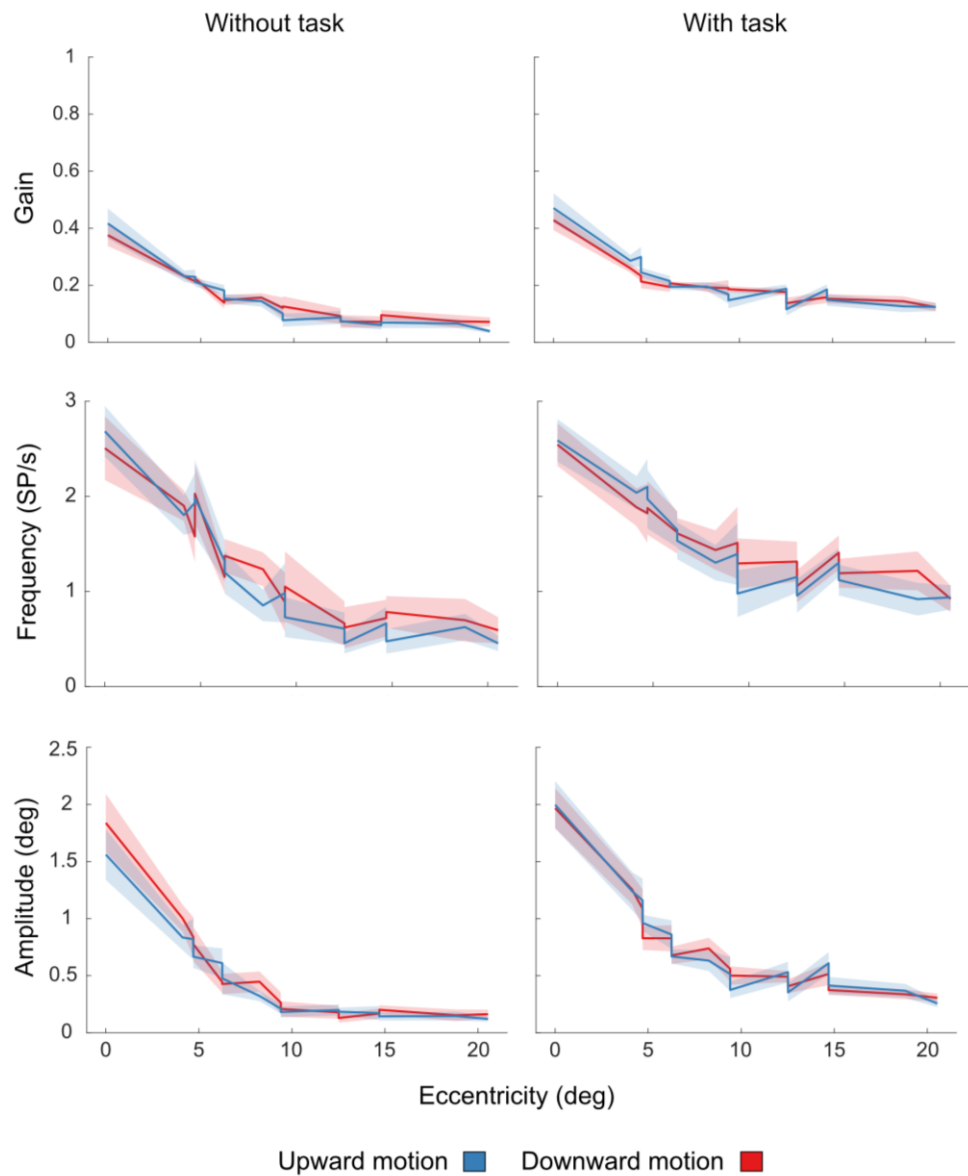 Without task
With task
Gain
1
0.8
0.6
0.4
0.2
0
Frequency (SP/s)
3
2
1
0
Amplitude (deg)
2.5
2
1.5
1
0.5
0
0 5 10 15 20
0 5 10 15 20
Eccentricity (deg)
Upward motion Downward motion